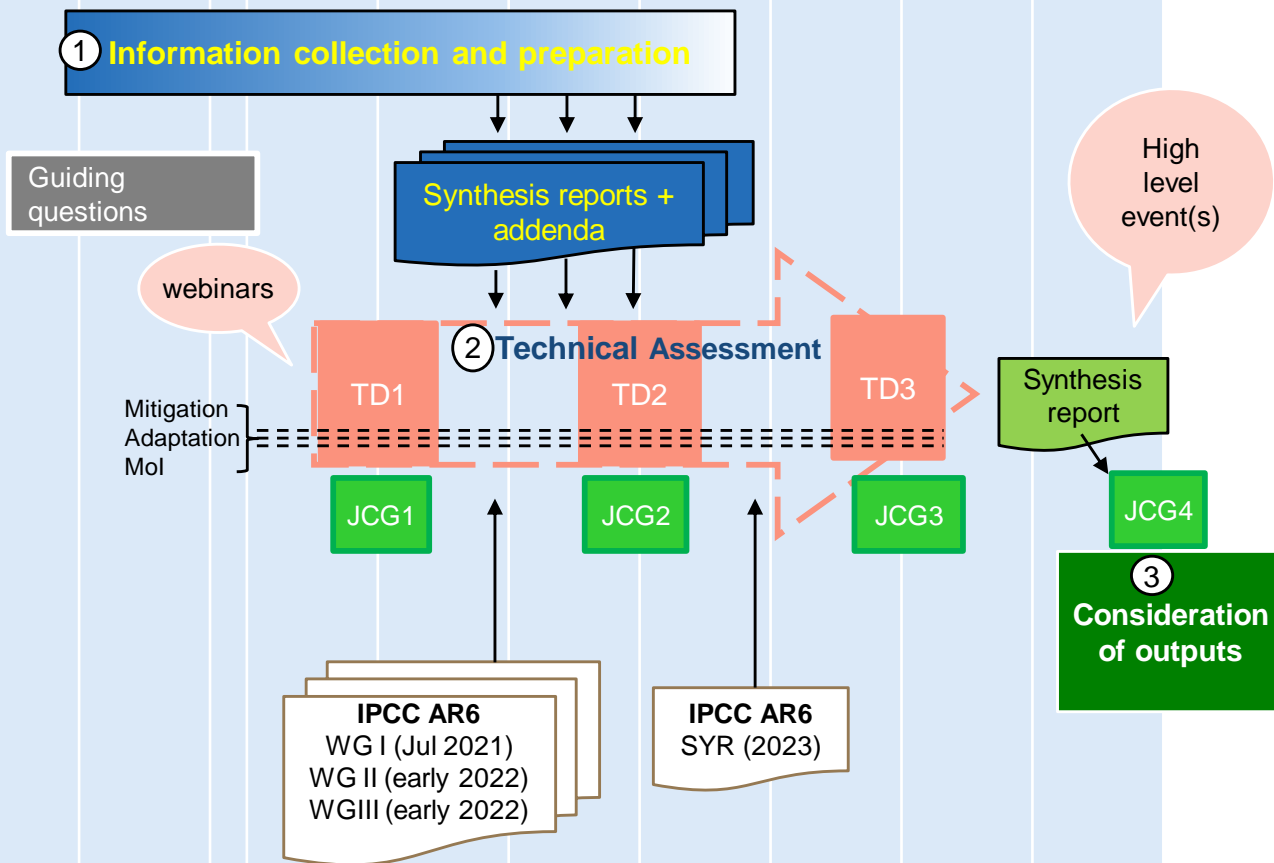 1 Information collection and preparation
Guiding
questions
Synthesis reports +
addenda
High
level
event(s)
webinars
2 Technical Assessment
TD1
TD2
TD3
Mitigation
Adaptation
MoI
Synthesis
report
JCG1
JCG2
JCG3
JCG4
3
Consideration
of outputs
IPCC AR6
WG I (Jul 2021)
WG II (early 2022)
WGIII (early 2022)
IPCC AR6
SYR (2023)